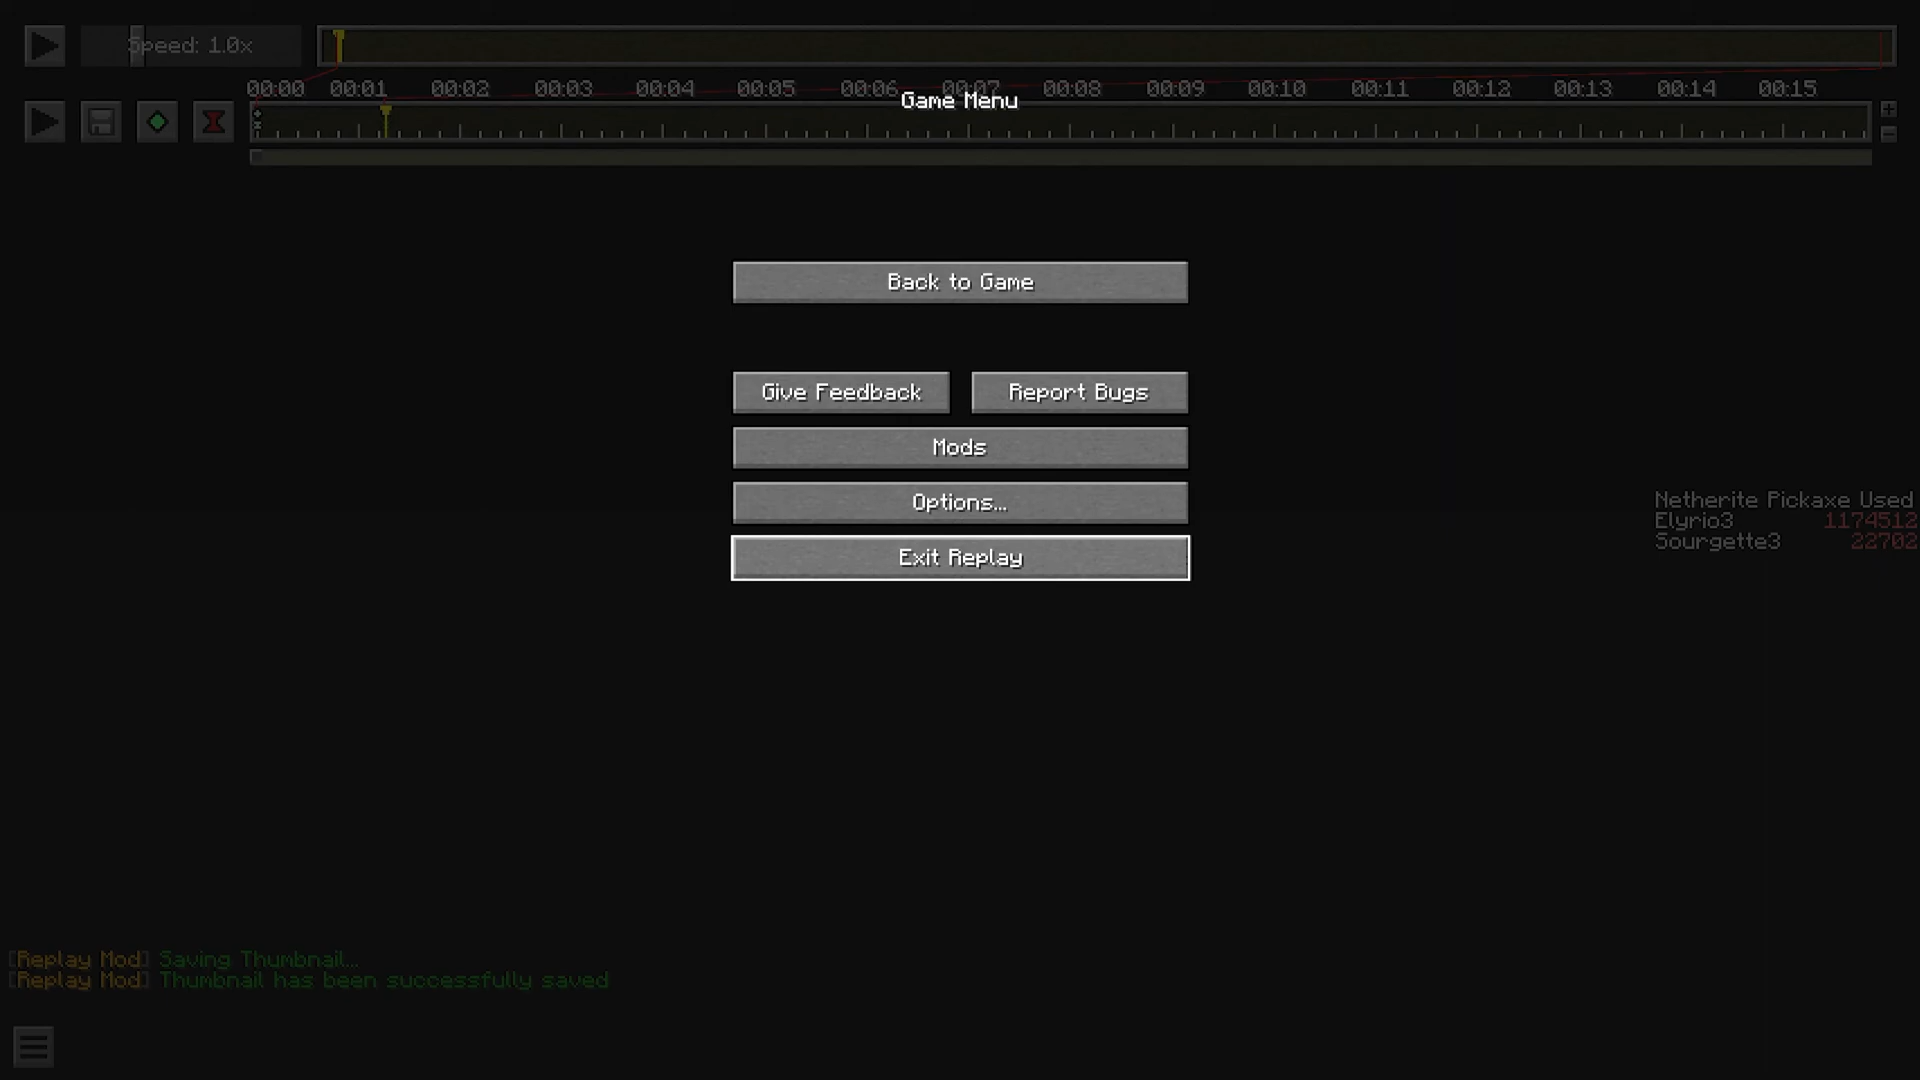 Speed: 1.0x
00:00 00:01 00:02 00:03 00:04 00:05 00:06 00:07 00:08 00:09 00:10 00:11 00:12 00:13 00:14 00:15
Game Menu
Back to Game
Give Feedback Report Bugs
Mods
Options...
Netherite Pickaxe Used
Elyrio3 1174512
Sourgette3 22702
Exit Replay
[Replay Mod] Saving Thumbnail...
[Replay Mod] Thumbnail has been successfully saved